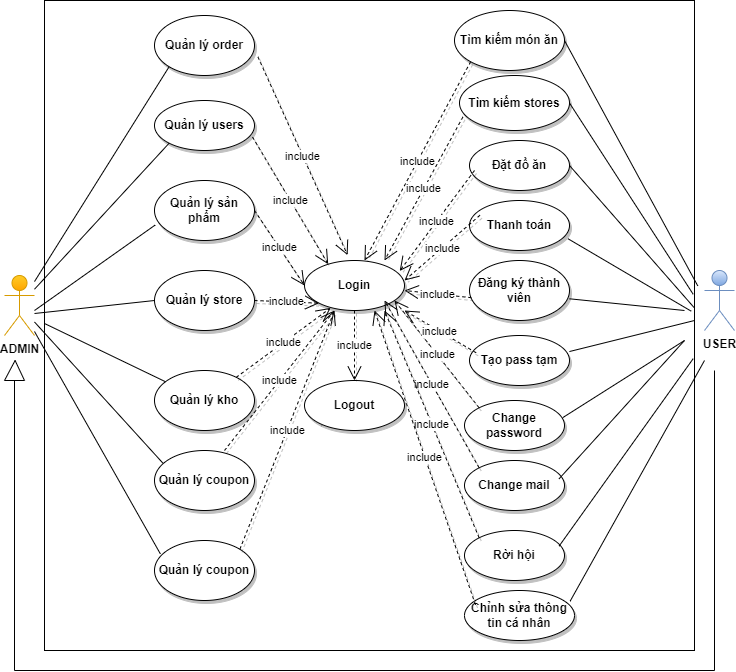 Quản lý order
Quản lý users
Quản lý sản
phẩm
Quản lý store
Quản lý kho
Quản lý coupon
Quản lý coupon
ADMIN
include
include
include
include
include
include
include
Login
include
Logout
Tìm kiếm món ăn
Tìm kiếm stores
Đặt đồ ăn
Thanh toán
Đăng ký thành
viên
Tạo pass tạm
Change
password
Change mail
Rời hội
Chỉnh sửa thông
tin cá nhân
include
include
include
include
include
include
include
include
include
include
USER